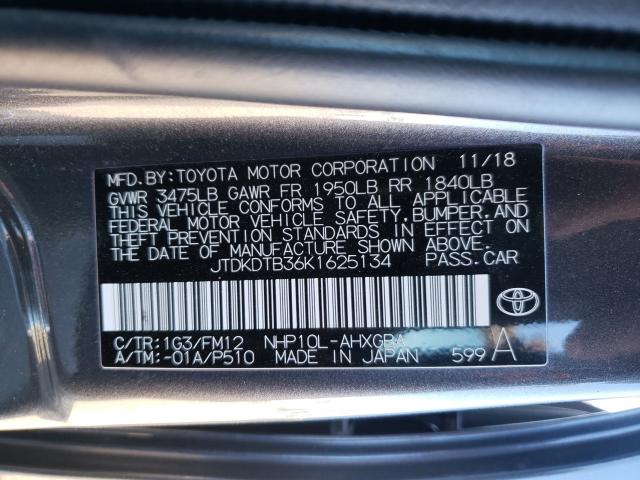 MFD.BY:TOYOTA MOTOR CORPORATION 11/18
GVWR 3475LB GAWR FR 1950LB RR 1840LB
THIS VEHICLE CONFORMS TO ALL APPLICABLE
FEDERAL MOTOR VEHICLE SAFETY,BUMPER,AND
THEFT PREVENTION STANDARDS IN EFFECT ON
THE DATE OF MANUFACTURE SHOWN ABOVE.
JTDKDTB36K1625134 PASS.CAR
C/TR:1G3/FM12 NHP10L-AHXGBA
A/TM:-01A/P510 MADE IN JAPAN 599 A